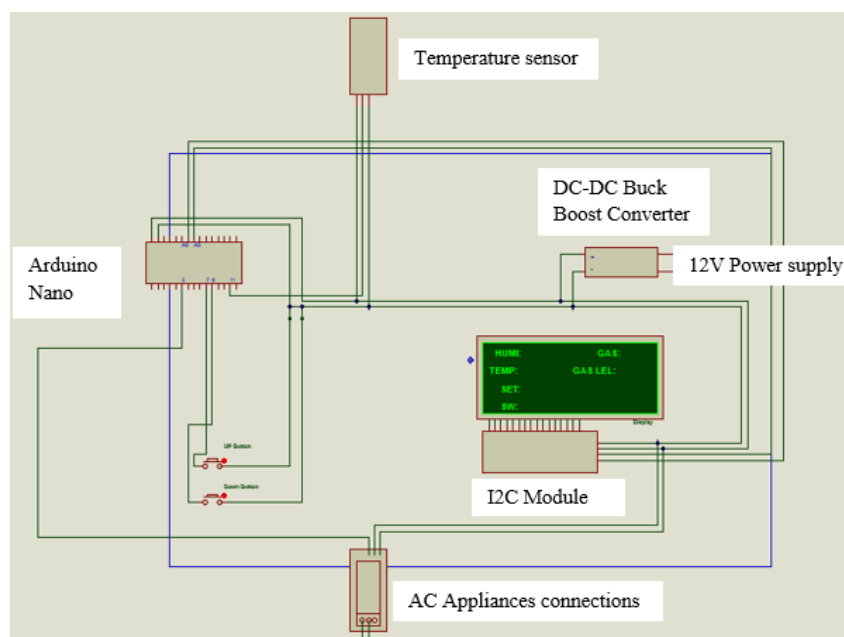 Temperature sensor
DC-DC Buck
Boost Converter
12V Power supply
Arduino
Nano
HUMI: GAS:
TEMP: GAS LEL:
SET:
SW:
Display
UP Button
Down Button
I2C Module
AC Appliances connections